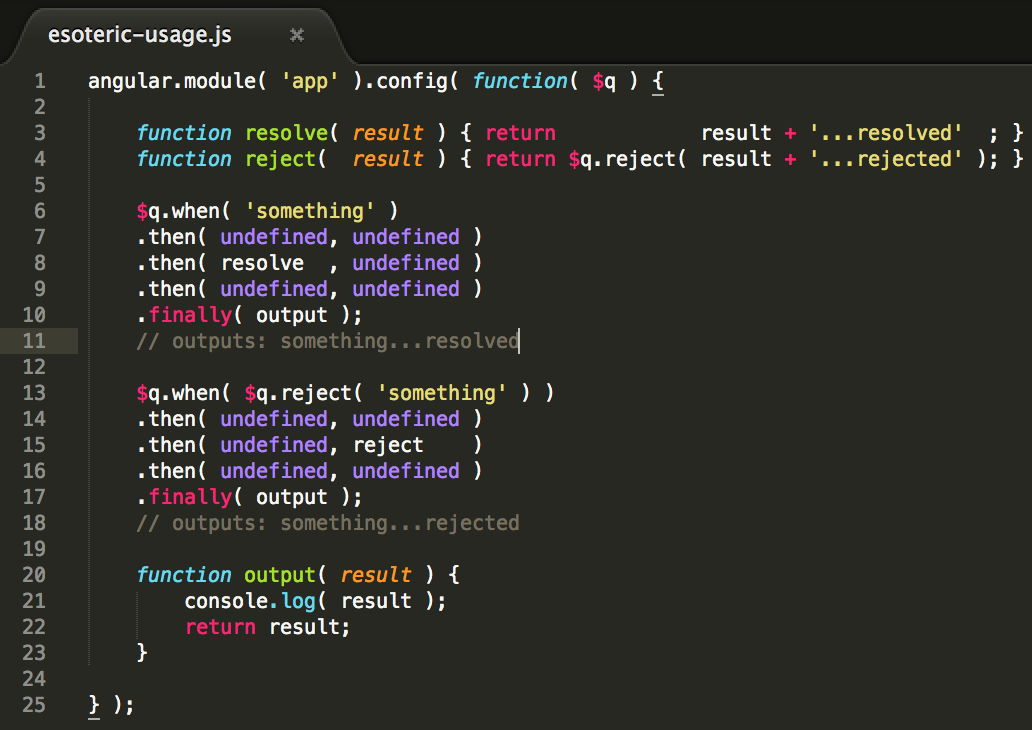 esoteric-usage.js ×
1 angular.module( 'app' ).config( function( $q ) {
2
3     function resolve( result ) { return            result + '...resolved'  ; }
4     function reject(  result ) { return $q.reject( result + '...rejected' ); }
5
6     $q.when( 'something' )
7     .then( undefined, undefined )
8     .then( resolve  , undefined )
9     .then( undefined, undefined )
10     .finally( output );
11     // outputs: something...resolved
12
13     $q.when( $q.reject( 'something' ) )
14     .then( undefined, undefined )
15     .then( undefined, reject    )
16     .then( undefined, undefined )
17     .finally( output );
18     // outputs: something...rejected
19
20     function output( result ) {
21         console.log( result );
22         return result;
23     }
24
25 } );